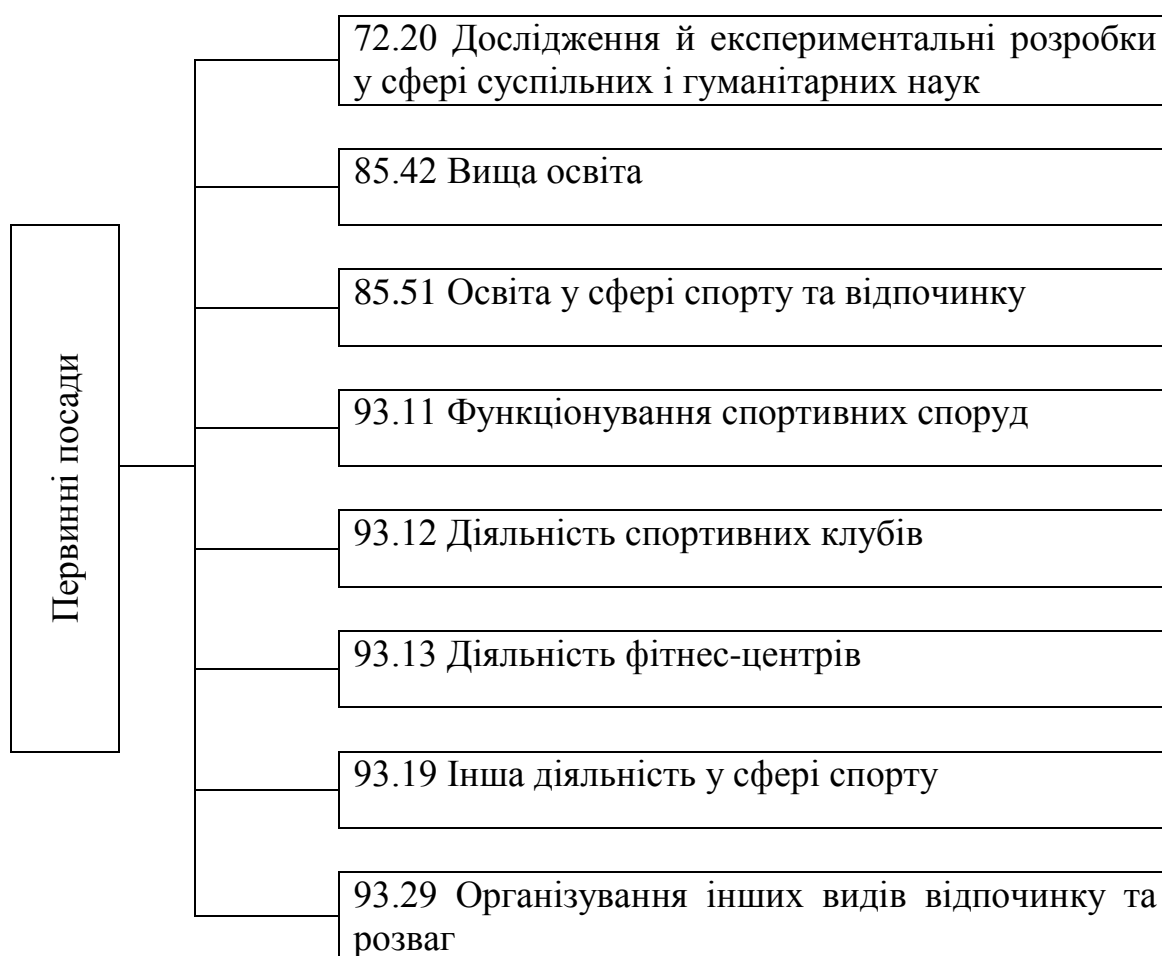 72.20 Дослідження й експериментальні розробки
у сфері суспільних і гуманітарних наук
85.42 Вища освіта
85.51 Освіта у сфері спорту та відпочинку
93.11 Функціонування спортивних споруд
93.12 Діяльність спортивних клубів
93.13 Діяльність фітнес-центрів
93.19 Інша діяльність у сфері спорту
93.29 Організування інших видів відпочинку та
розваг
Первинні посади